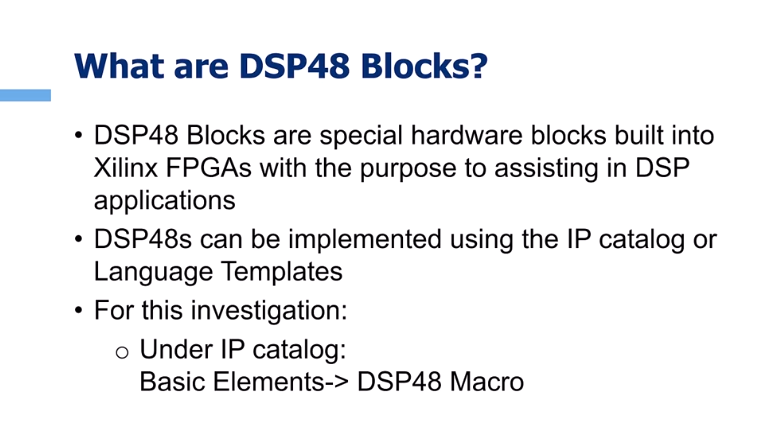 What are DSP48 Blocks?
• DSP48 Blocks are special hardware blocks built into
Xilinx FPGAs with the purpose to assisting in DSP
applications
• DSP48s can be implemented using the IP catalog or
Language Templates
• For this investigation:
o Under IP catalog:
Basic Elements-> DSP48 Macro